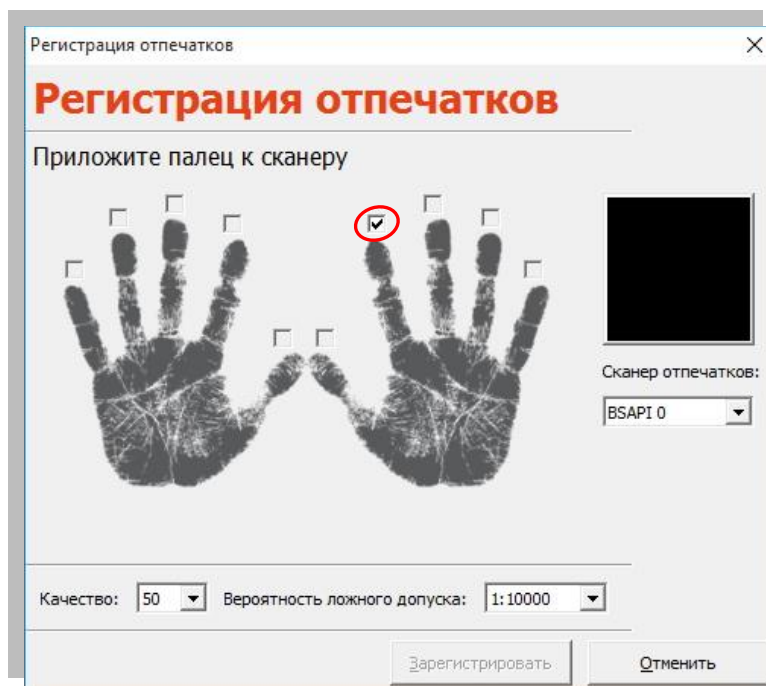 Регистрация отпечатков
Регистрация отпечатков
Приложите палец к сканеру
Сканер отпечатков:
BSAPI 0
Качество: 50 Вероятность ложного допуска: 1:10000
Зарегистрировать Отменить